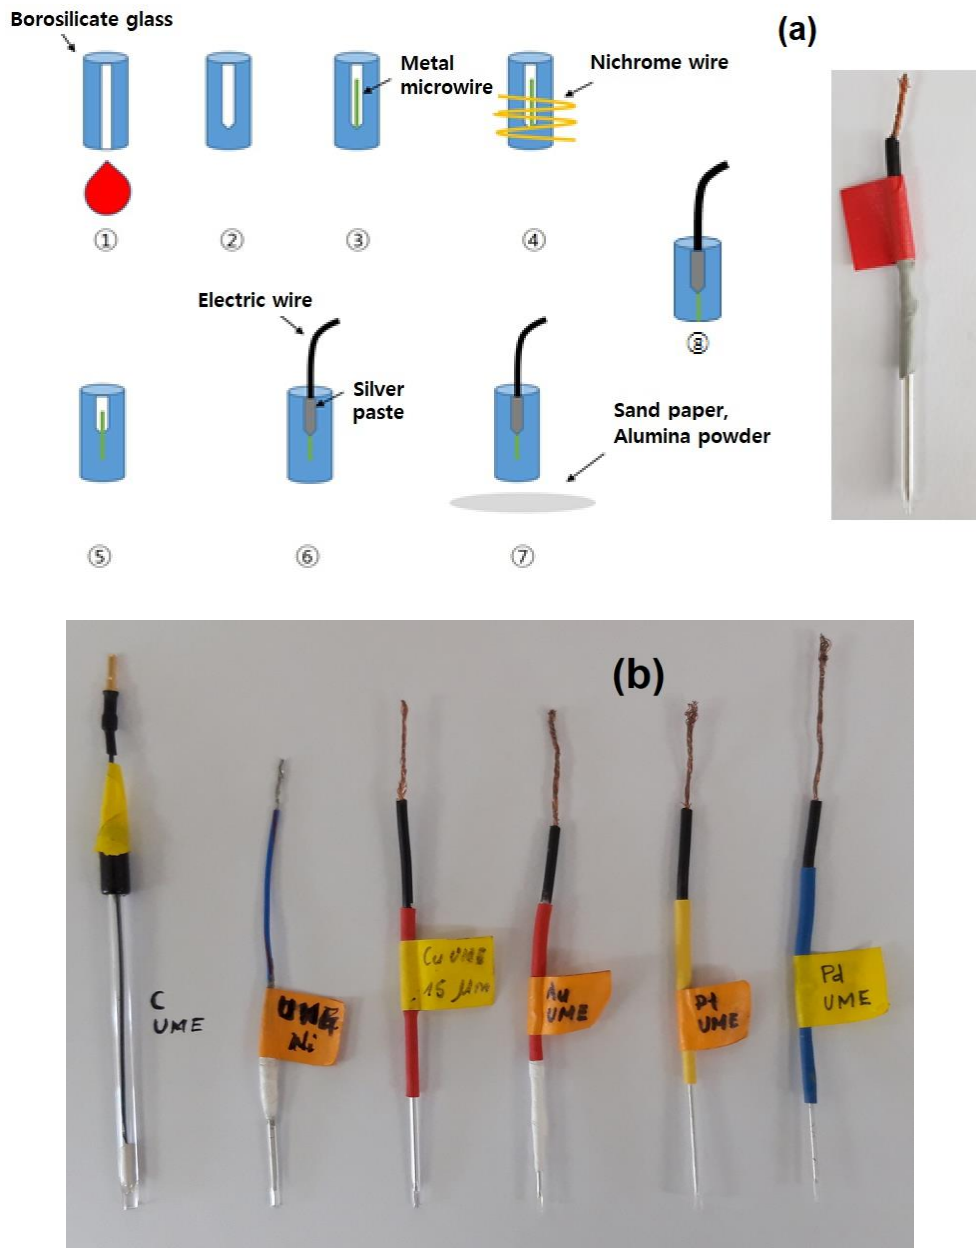 Borosilicate glass
(a)
Metal
microwire
Nichrome wire
①
②
③
④
Electric wire
⑧
Silver
paste
Sand paper,
Alumina powder
⑤
⑥
⑦
(b)
C
UME
UME
Ni
Cu UME
15 µm
Au
UME
Pt
UME
Pd
UME